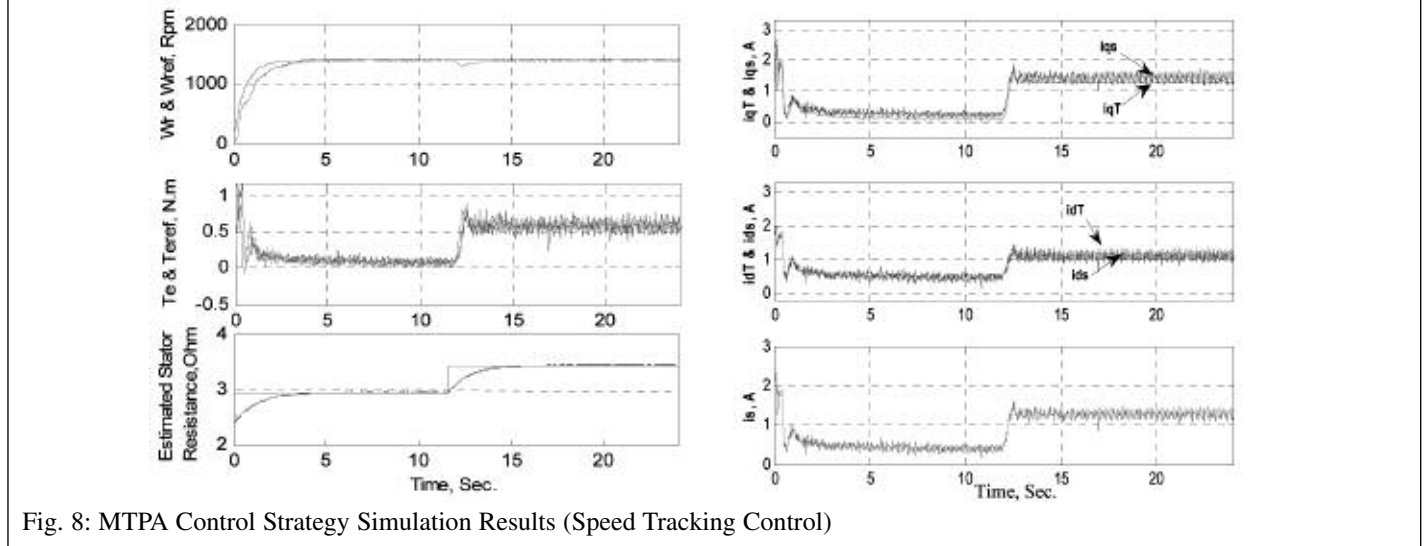 Wr & Wref, Rpm
2000
1000
0
0 5 10 15 20
Te & Teref, N.m
1
0.5
0
-0.5
0 5 10 15 20
Estimated Stator
Resistance,Ohm
4
3
2
0 5 10 15 20
Time, Sec.
iqT & iqs, A
3
2
1
0
iqs
iqT
0 5 10 15 20
idT & ids, A
3
2
1
0
idT
ids
0 5 10 15 20
Is, A
3
2
1
0
0 5 10 15 20
Time, Sec.
Fig. 8: MTPA Control Strategy Simulation Results (Speed Tracking Control)